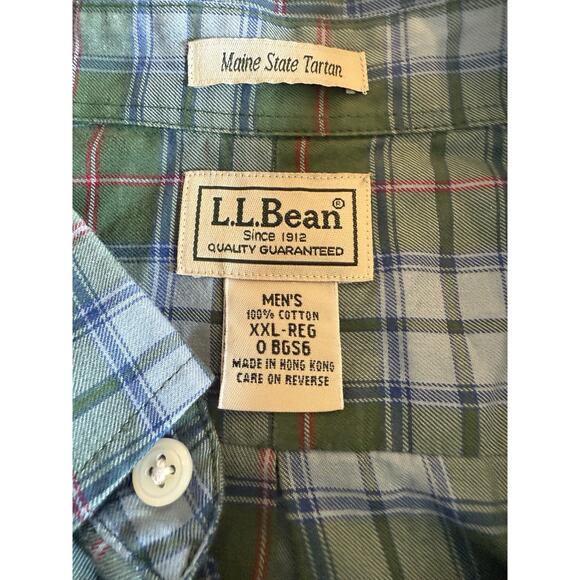 Maine State Tartan
L.L.Bean®
Since 1912
QUALITY GUARANTEED
MEN'S
100% COTTON
XXL-REG
0 BGS6
MADE IN HONG KONG
CARE ON REVERSE